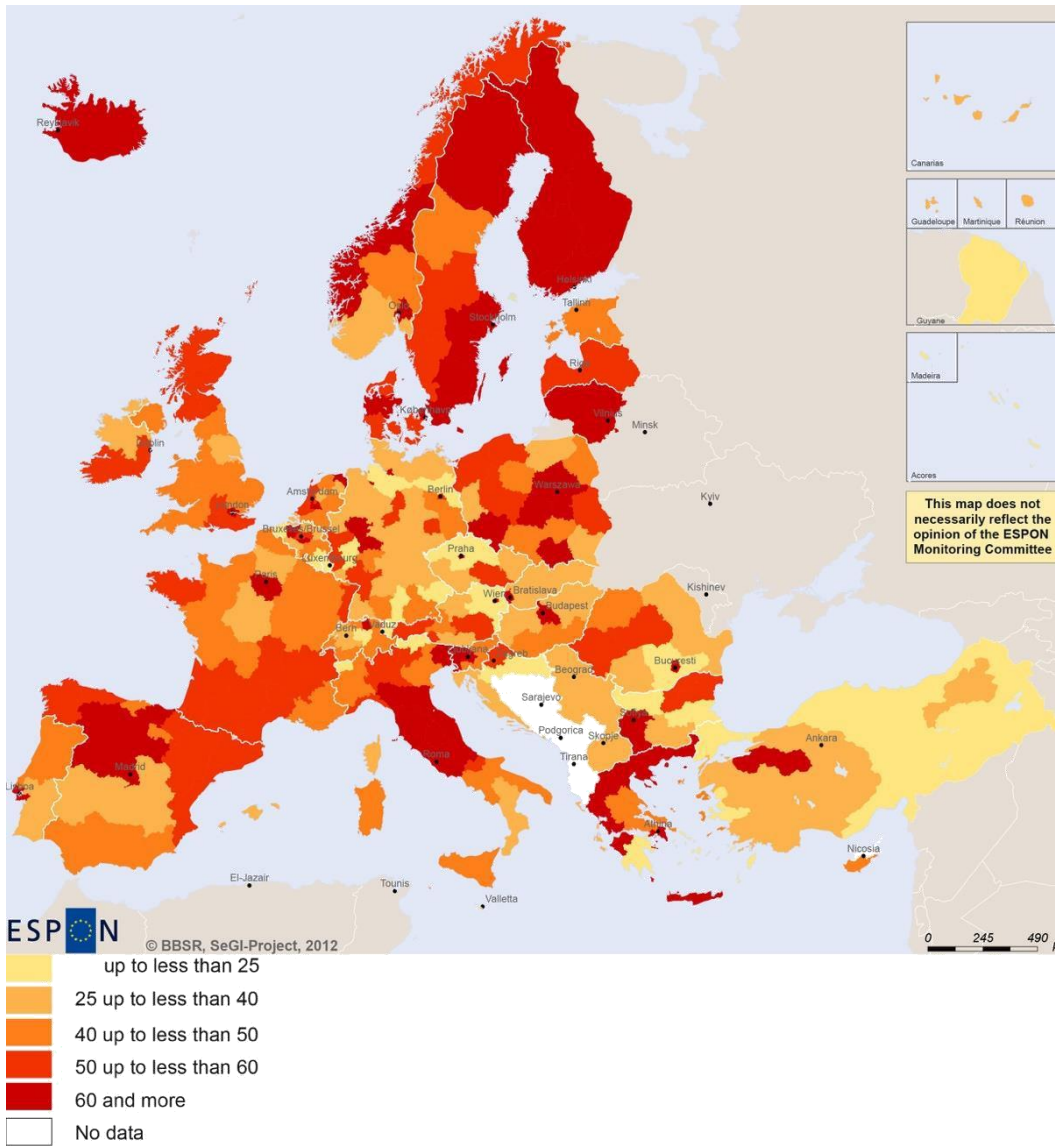 Reykjavik
Canarias
Guadeloupe
Martinique
Réunion
Guyane
Madeira
Acores
This map does not
necessarily reflect the
opinion of the ESPON
Monitoring Committee
Helsinki
Tallinn
Oslo
Stockholm
Riga
København
Vilnius
Minsk
Dublin
London
Amsterdam
Berlin
Warszawa
Kyiv
Bruxelles/Brussel
Luxembourg
Praha
Paris
Wien
Bratislava
Budapest
Kishinev
Bern
Vaduz
Ljubljana
Zagreb
Beograd
Bucuresti
Sarajevo
Podgorica
Skopje
Sofiya
Tirana
Ankara
Roma
Madrid
Lisboa
Athina
Nicosia
El-Jazair
Tounis
Valletta
ESPON
© BBSR, SeGI-Project, 2012
0 245 490
up to less than 25
25 up to less than 40
40 up to less than 50
50 up to less than 60
60 and more
No data